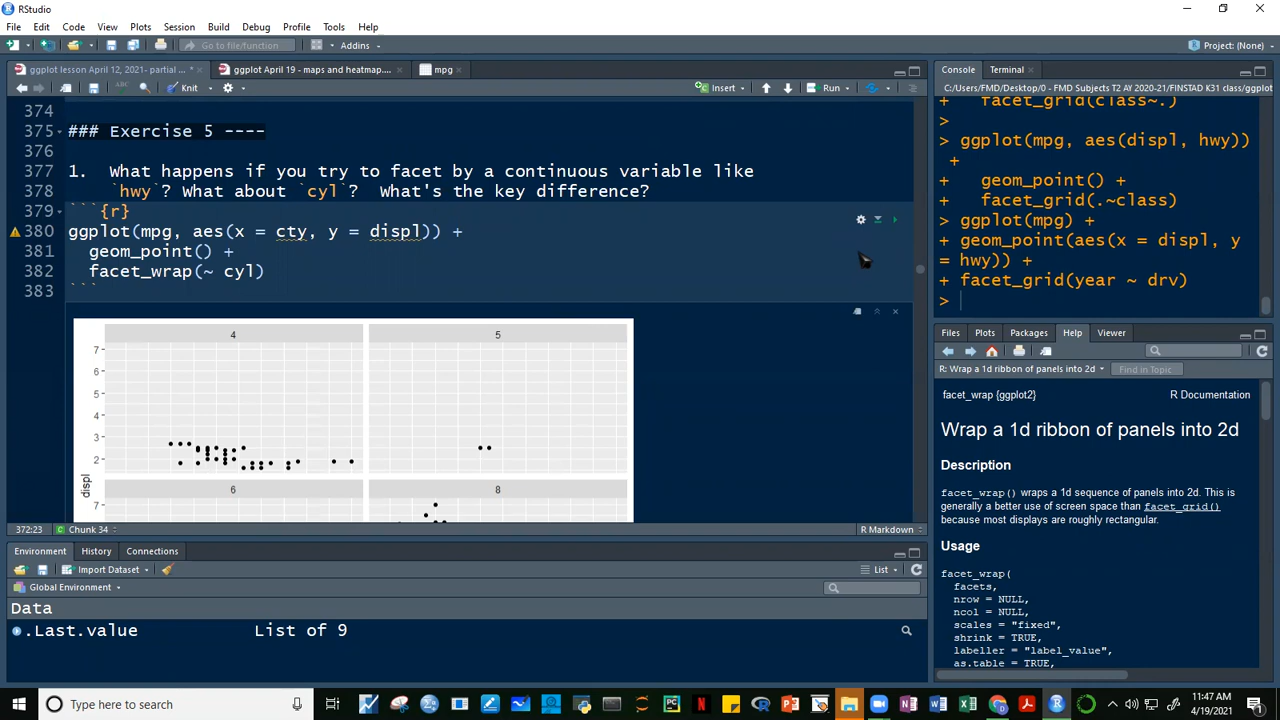 RStudio
File Edit Code View Plots Session Build Debug Profile Tools Help
Go to file/function Addins Project: (None)
ggplot lesson April 12, 2021- partial ... * ggplot April 19 - maps and heatmap.... mpg
Knit Insert Run
374
375 ### Exercise 5 ----
376
377 1. What happens if you try to facet by a continuous variable like
378 `hwy`? What about `cyl`? What's the key difference?
379 ```{r}
380 ggplot(mpg, aes(x = cty, y = displ)) +
381 geom_point() +
382 facet_wrap(~ cyl)
383 ```
4 5
7
6
5
4
3
2
displ
6 8
7
372:23 Chunk 34 R Markdown
Environment History Connections
Import Dataset List
Global Environment
Data
.Last.value List of 9
Console Terminal
C:/Users/FMD/Desktop/0 - FMD Subjects T2 AY 2020-21/FINSTAD K31 class/ggplot
+ facet_grid(class~.)
>
> ggplot(mpg, aes(displ, hwy))
+
+ geom_point() +
+ facet_grid(.~class)
> ggplot(mpg) +
+ geom_point(aes(x = displ, y
= hwy)) +
+ facet_grid(year ~ drv)
>
Files Plots Packages Help Viewer
R: Wrap a 1d ribbon of panels into 2d Find in Topic
facet_wrap {ggplot2} R Documentation
Wrap a 1d ribbon of panels into 2d
Description
facet_wrap() wraps a 1d sequence of panels into 2d. This is
generally a better use of screen space than facet_grid()
because most displays are roughly rectangular.
Usage
facet_wrap(
facets,
nrow = NULL,
ncol = NULL,
scales = "fixed",
shrink = TRUE,
labeller = "label_value",
as.table = TRUE,
Type here to search
11:47 AM
4/19/2021